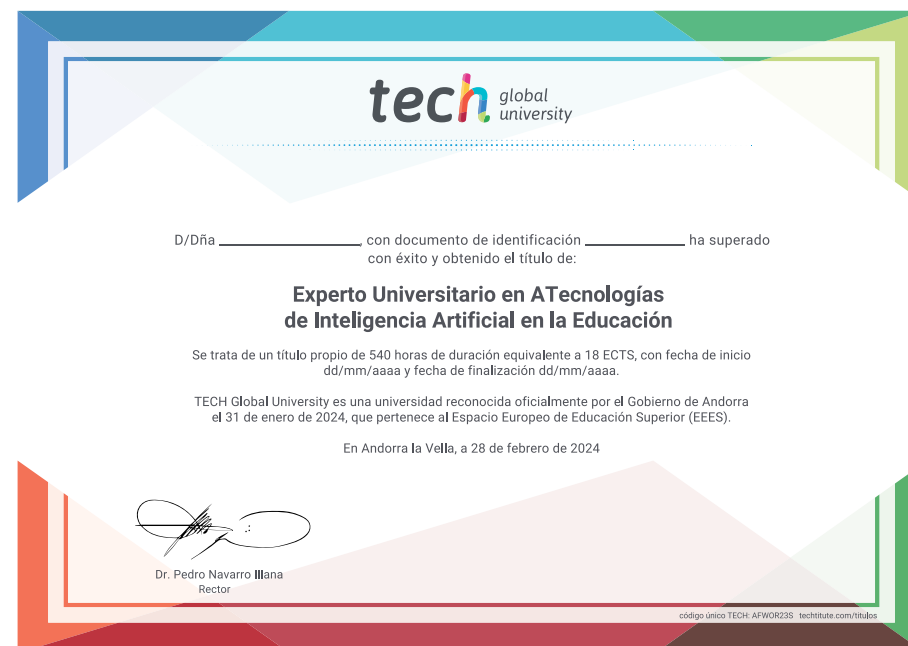 tech global university
D/Dña ____________________, con documento de identificación ______________ ha superado
con éxito y obtenido el título de:
Experto Universitario en ATecnologías
de Inteligencia Artificial en la Educación
Se trata de un título propio de 540 horas de duración equivalente a 18 ECTS, con fecha de inicio
dd/mm/aaaa y fecha de finalización dd/mm/aaaa.
TECH Global University es una universidad reconocida oficialmente por el Gobierno de Andorra
el 31 de enero de 2024, que pertenece al Espacio Europeo de Educación Superior (EEES).
En Andorra la Vella, a 28 de febrero de 2024
Dr. Pedro Navarro Illana
Rector
código único TECH: AFWOR23S techtitute.com/titulos